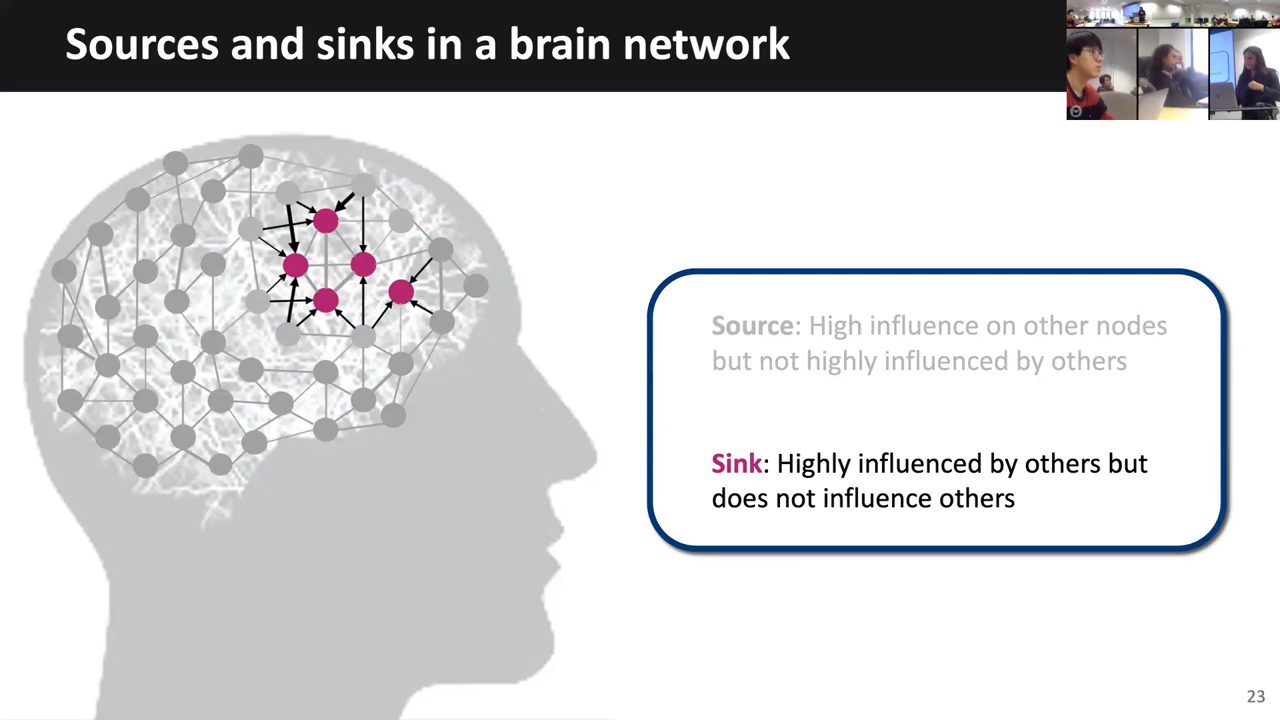 Sources and sinks in a brain network
Source: High influence on other nodes
but not highly influenced by others
Sink: Highly influenced by others but
does not influence others
23